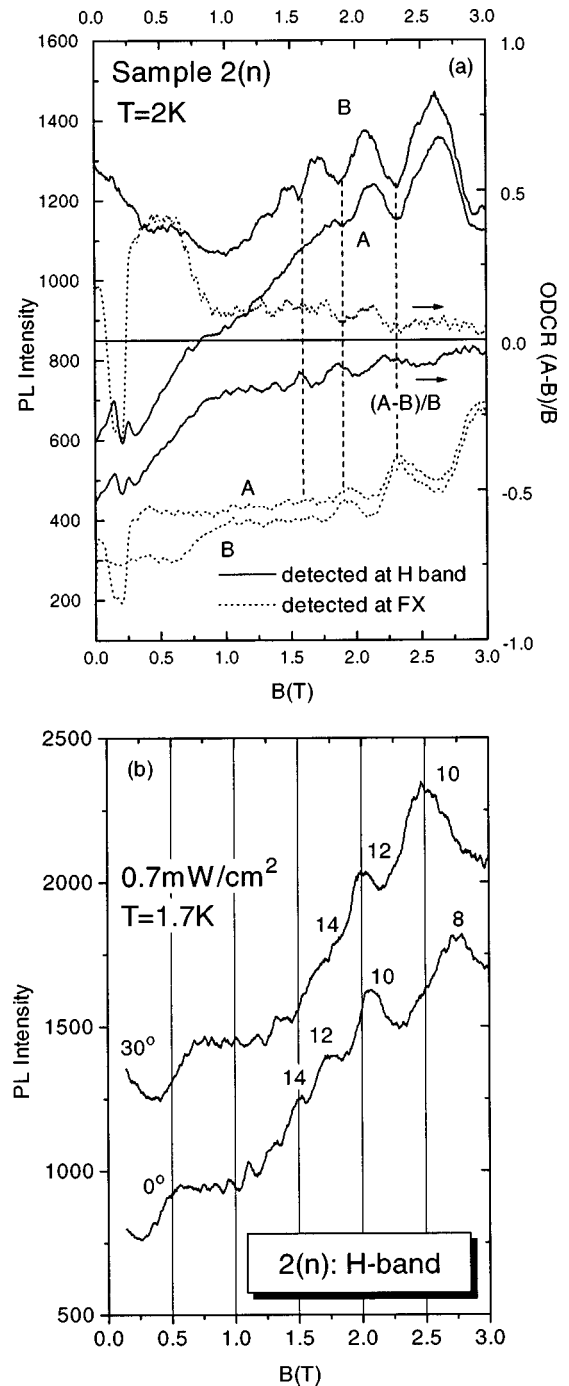 0.0 0.5 1.0 1.5 2.0 2.5 3.0
1600
1400
1200
1000
800
600
400
200
PL Intensity
Sample 2(n)
T=2K
(a)
B
A
(A-B)/B
A
B
detected at H band
detected at FX
1.0
0.5
0.0
-0.5
-1.0
ODCR (A-B)/B
0.0 0.5 1.0 1.5 2.0 2.5 3.0
B(T)
2500
2000
1500
1000
500
PL Intensity
(b)
0.7mW/cm²
T=1.7K
10
12
14
8
10
12
14
30°
0°
2(n): H-band
0.0 0.5 1.0 1.5 2.0 2.5 3.0
B(T)